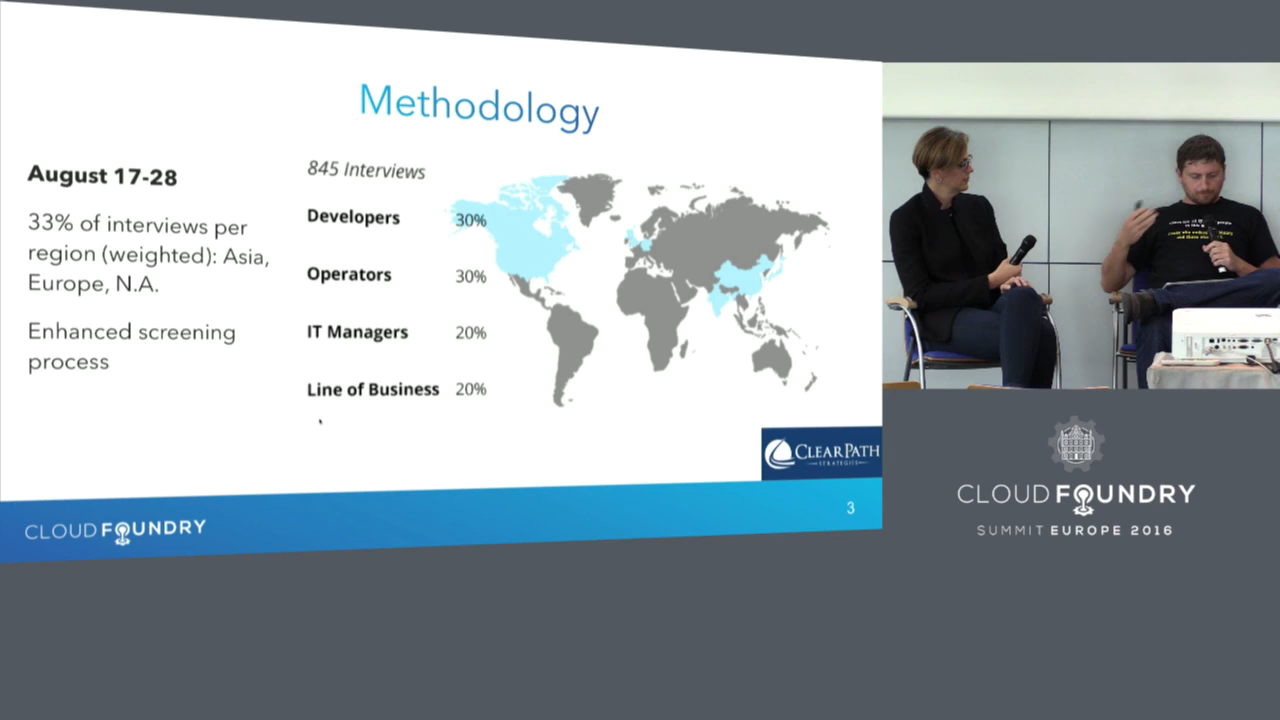 Methodology
August 17-28
33% of interviews per
region (weighted): Asia,
Europe, N.A.
Enhanced screening
process
845 Interviews
Developers 30%
Operators 30%
IT Managers 20%
Line of Business 20%
CLEARPATH
STRATEGIES
CLOUD FOUNDRY
3
CLOUD FOUNDRY
SUMMIT EUROPE 2016